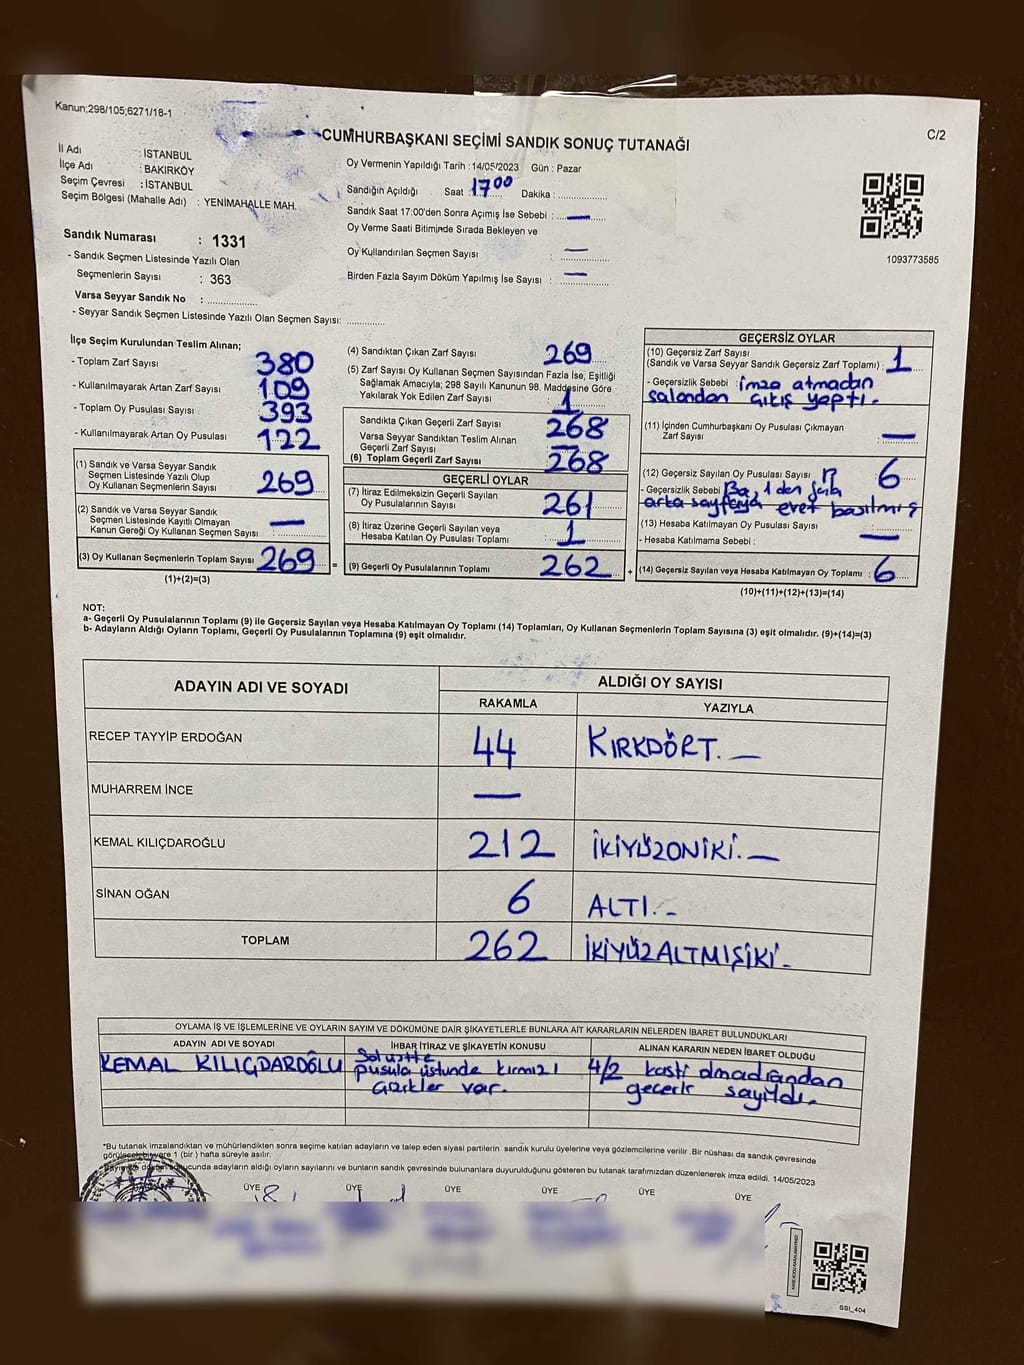 Kanun;298/105;6271/18-1
C/2
CUMHURBAŞKANI SEÇİMİ SANDIK SONUÇ TUTANAĞI
İl Adı : İSTANBUL
İlçe Adı : BAKIRKÖY
Seçim Çevresi : İSTANBUL
Seçim Bölgesi (Mahalle Adı) : YENİMAHALLE MAH.
Sandık Numarası : 1331
- Sandık Seçmen Listesinde Yazılı Olan
Seçmenlerin Sayısı : 363
Varsa Seyyar Sandık No : ..............
- Seyyar Sandık Seçmen Listesinde Yazılı Olan Seçmen Sayısı: ............
Oy Vermenin Yapıldığı Tarih : 14/05/2023 Gün : Pazar
Sandığın Açıldığı Saat : 17 00 Dakika : ..............
Sandık Saat 17:00'den Sonra Açımış İse Sebebi : —
Oy Verme Saati Bitiminde Sırada Bekleyen ve
Oy Kullandırılan Seçmen Sayısı : —
Birden Fazla Sayım Döküm Yapılmış İse Sayısı : —
1093773585
İlçe Seçim Kurulundan Teslim Alınan;
- Toplam Zarf Sayısı 380
- Kullanılmayarak Artan Zarf Sayısı 109
- Toplam Oy Pusulası Sayısı 393
- Kullanılmayarak Artan Oy Pusulası 122
(1) Sandık ve Varsa Seyyar Sandık
Seçmen Listesinde Yazılı Olup
Oy Kullanan Seçmenlerin Sayısı 269
(2) Sandık ve Varsa Seyyar Sandık
Seçmen Listesinde Kayıtlı Olmayan
Kanun Gereği Oy Kullanan Seçmen Sayısı —
(3) Oy Kullanan Seçmenlerin Toplam Sayısı 269
(1)+(2)=(3)
=
(4) Sandıktan Çıkan Zarf Sayısı 269
(5) Zarf Sayısı Oy Kullanan Seçmen Sayısından Fazla İse, Eşitliği
Sağlamak Amacıyla; 298 Sayılı Kanunun 98. Maddesine Göre
Yakılarak Yok Edilen Zarf Sayısı : 1
Sandıkta Çıkan Geçerli Zarf Sayısı 268
Varsa Seyyar Sandıktan Teslim Alınan
Geçerli Zarf Sayısı —
(6) Toplam Geçerli Zarf Sayısı 268
GEÇERLİ OYLAR
(7) İtiraz Edilmeksizin Geçerli Sayılan
Oy Pusulasının Sayısı 261
(8) İtiraz Üzerine Geçerli Sayılan veya
Hesaba Katılan Oy Pusulası Toplamı 1
(9) Geçerli Oy Pusulalarının Toplamı 262
+
GEÇERSİZ OYLAR
(10) Geçersiz Zarf Sayısı
(Sandık ve Varsa Seyyar Sandık Geçersiz Zarf Toplamı) : 1
- Geçersizlik Sebebi : imza atmadan
salondan çıkış yaptı.
(11) İçinden Cumhurbaşkanı Oy Pusulası Çıkmayan
Zarf Sayısı : —
(12) Geçersiz Sayılan Oy Pusulası Sayısı 6
- Geçersizlik Sebebi 1 den fazla
arka sayfaya evet basılmış
(13) Hesaba Katılmayan Oy Pusulası Sayısı : —
- Hesaba Katılmama Sebebi :
(14) Geçersiz Sayılan veya Hesaba Katılmayan Oy Toplamı : 6
(10)+(11)+(12)+(13)=(14)
NOT:
a- Geçerli Oy Pusulalarının Toplamı (9) ile Geçersiz Sayılan veya Hesaba Katılmayan Oy Toplamı (14) Toplamları, Oy Kullanan Seçmenlerin Toplam Sayısına (3) eşit olmalıdır. (9)+(14)=(3)
b- Adayların Aldığı Oyların Toplamı, Geçerli Oy Pusulalarının Toplamına (9) eşit olmalıdır.
ADAYIN ADI VE SOYADI
ALDIĞI OY SAYISI
RAKAMLA YAZIYLA
RECEP TAYYİP ERDOĞAN 44 KIRKDÖRT. —
MUHARREM İNCE —
KEMAL KILIÇDAROĞLU 212 İKİYÜZONİKİ. —
SİNAN OĞAN 6 ALTI. -
TOPLAM 262 İKİYÜZALTMIŞİKİ -
OYLAMA İŞ VE İŞLEMLERİNE VE OYLARIN SAYIM VE DÖKÜMÜNE DAİR ŞİKAYETLERLE BUNLARA AİT KARARLARIN NELERDEN İBARET BULUNDUKLARI
ADAYIN ADI VE SOYADI İHBAR İTİRAZ VE ŞİKAYETİN KONUSU ALINAN KARARIN NEDEN İBARET OLDUĞU
KEMAL KILIÇDAROĞLU
pusula üstünde kırmızı
çizikler var.
4/2 kasti olmadığından
geçerli sayıldı.
*Bu tutanak imzalandıktan ve mühürlendikten sonra seçime katılan adayların ve talep eden siyasi partilerin sandık kurulu üyelerine veya gözlemcilerine verilir .Bir nüshası da sandık çevresinde
görülecek bir yere 1 (bir ) hafta süreyle asılır.
sonucunda adayların aldığı oyların sayılarını ve bunların sandık çevresinde bulunanlara duyurulduğunu gösteren bu tutanak tarafımızdan düzenlenerek imza edildi. 14/05/2023
ÜYE ÜYE ÜYE ÜYE ÜYE ÜYE
SSI_404